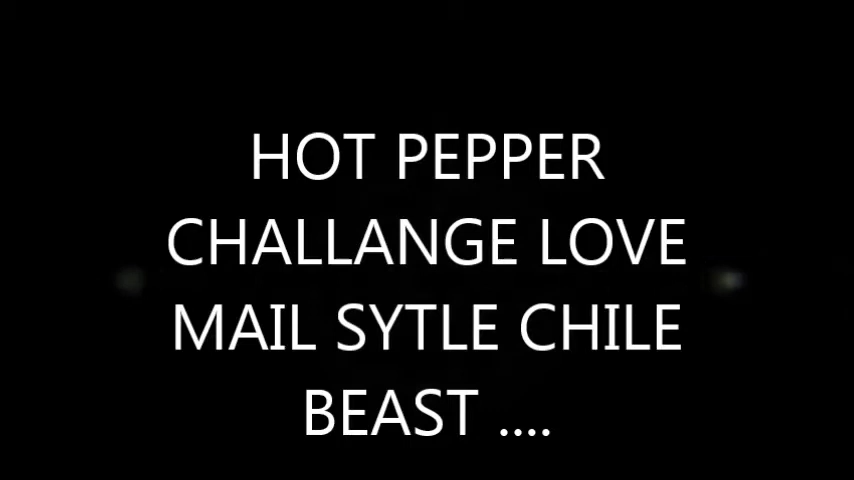 HOT PEPPER
CHALLANGE LOVE
MAIL SYTLE CHILE
BEAST ....